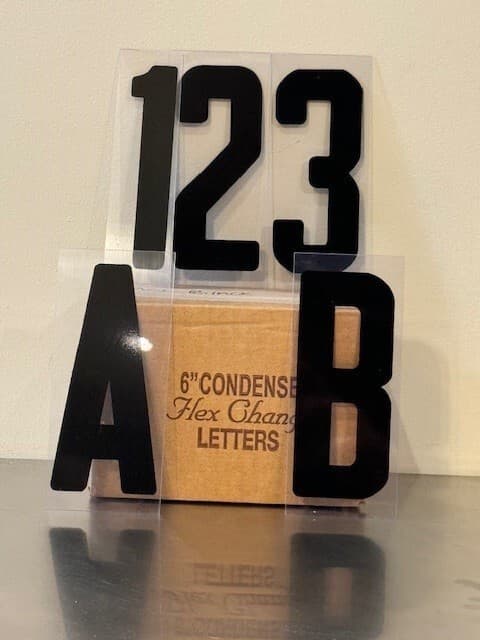 123
A B
6" CONDENSE
Flex Chang
LETTERS